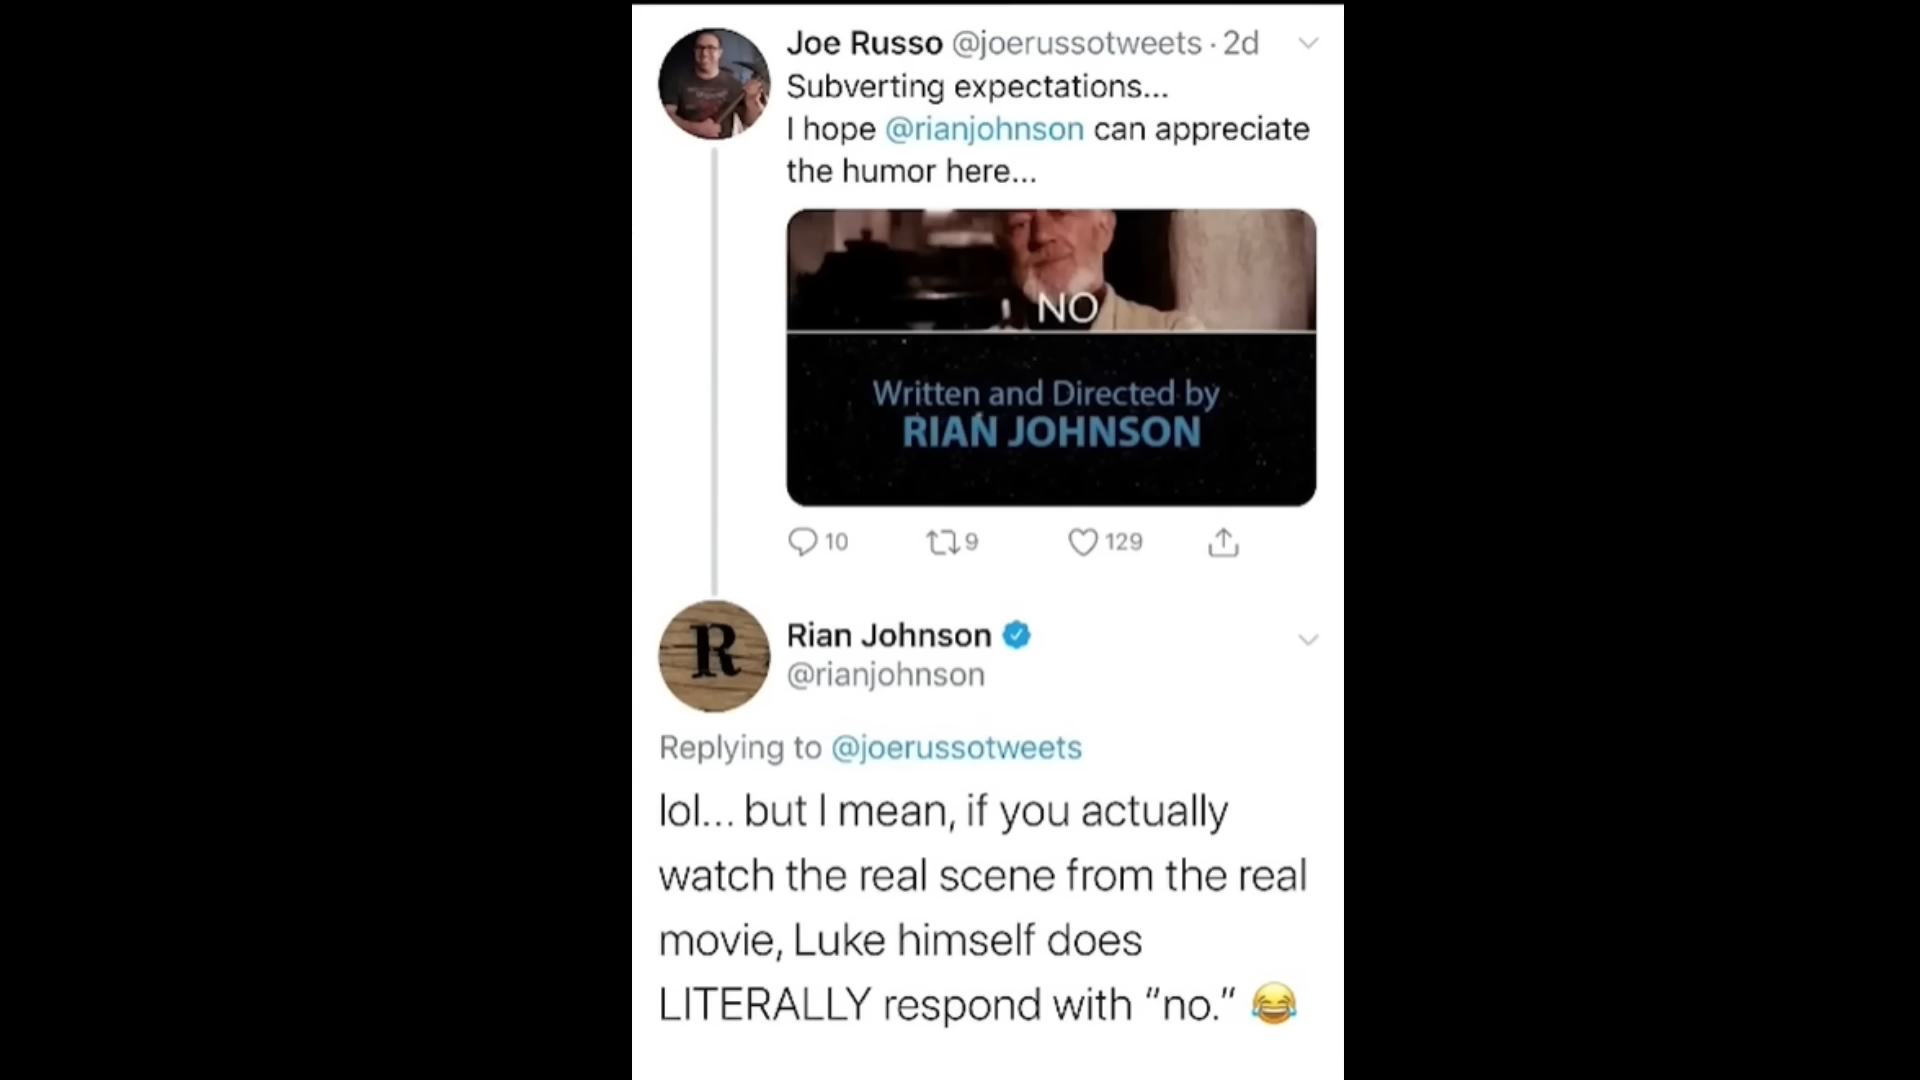 Joe Russo @joerussotweets · 2d
Subverting expectations...
I hope @rianjohnson can appreciate
the humor here...
NO
Written and Directed by
RIAN JOHNSON
10 9 129
R
Rian Johnson
@rianjohnson
Replying to @joerussotweets
lol... but I mean, if you actually
watch the real scene from the real
movie, Luke himself does
LITERALLY respond with “no.” 😂